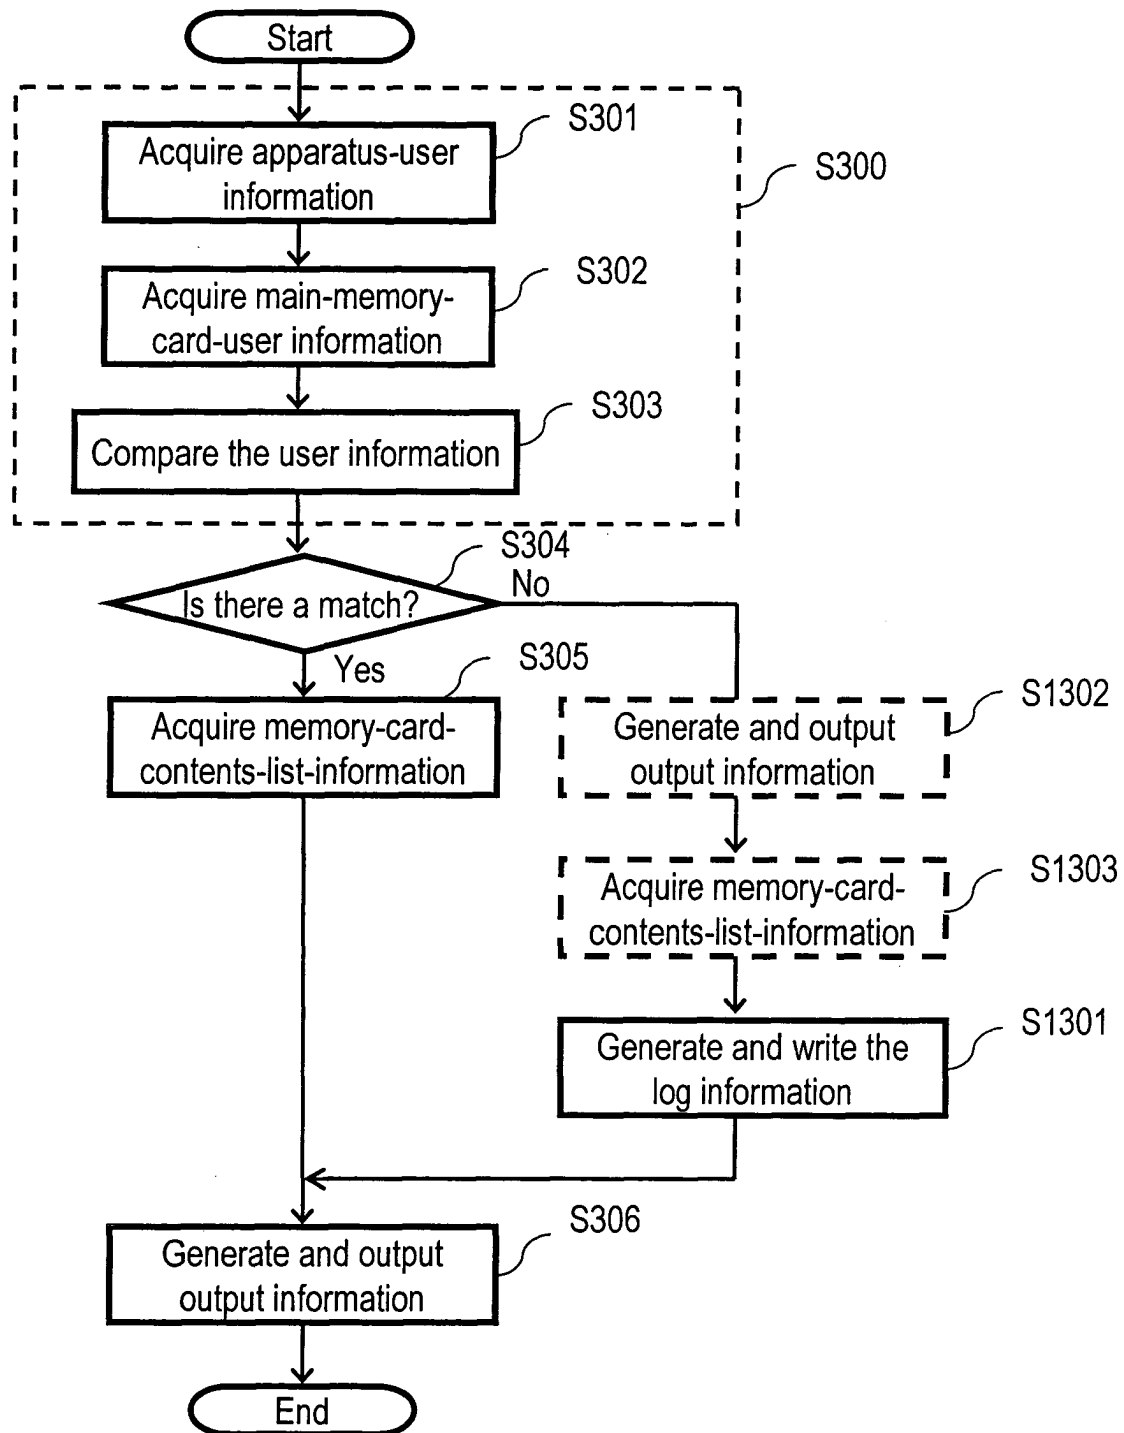 Start
S301
Acquire apparatus-user
information
S300
S302
Acquire main-memory-
card-user information
S303
Compare the user information
S304
Is there a match?
No
Yes
S305
Acquire memory-card-
contents-list-information
S1302
Generate and output
output information
S1303
Acquire memory-card-
contents-list-information
S1301
Generate and write the
log information
S306
Generate and output
output information
End